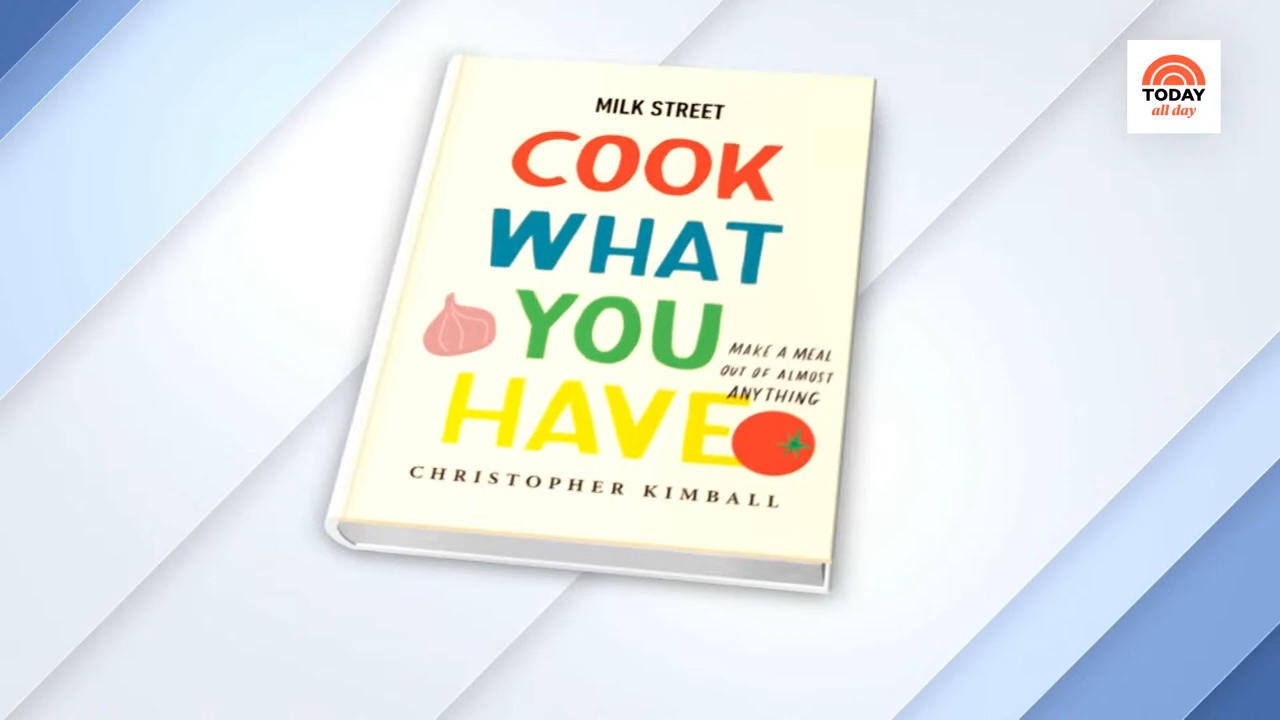 MILK STREET
COOK
WHAT
YOU
HAVE
MAKE A MEAL
OUT OF ALMOST
ANYTHING
CHRISTOPHER KIMBALL
TODAY
all day